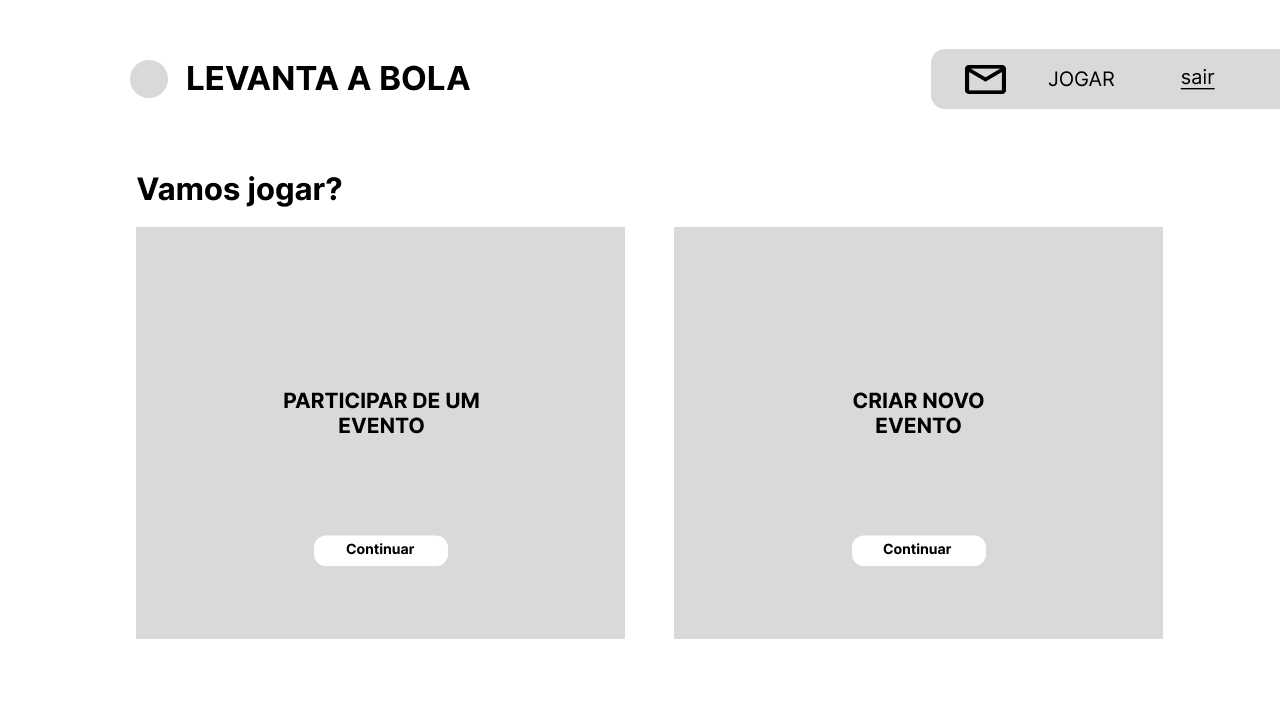 LEVANTA A BOLA
JOGAR
sair
Vamos jogar?
PARTICIPAR DE UM
EVENTO
Continuar
CRIAR NOVO
EVENTO
Continuar